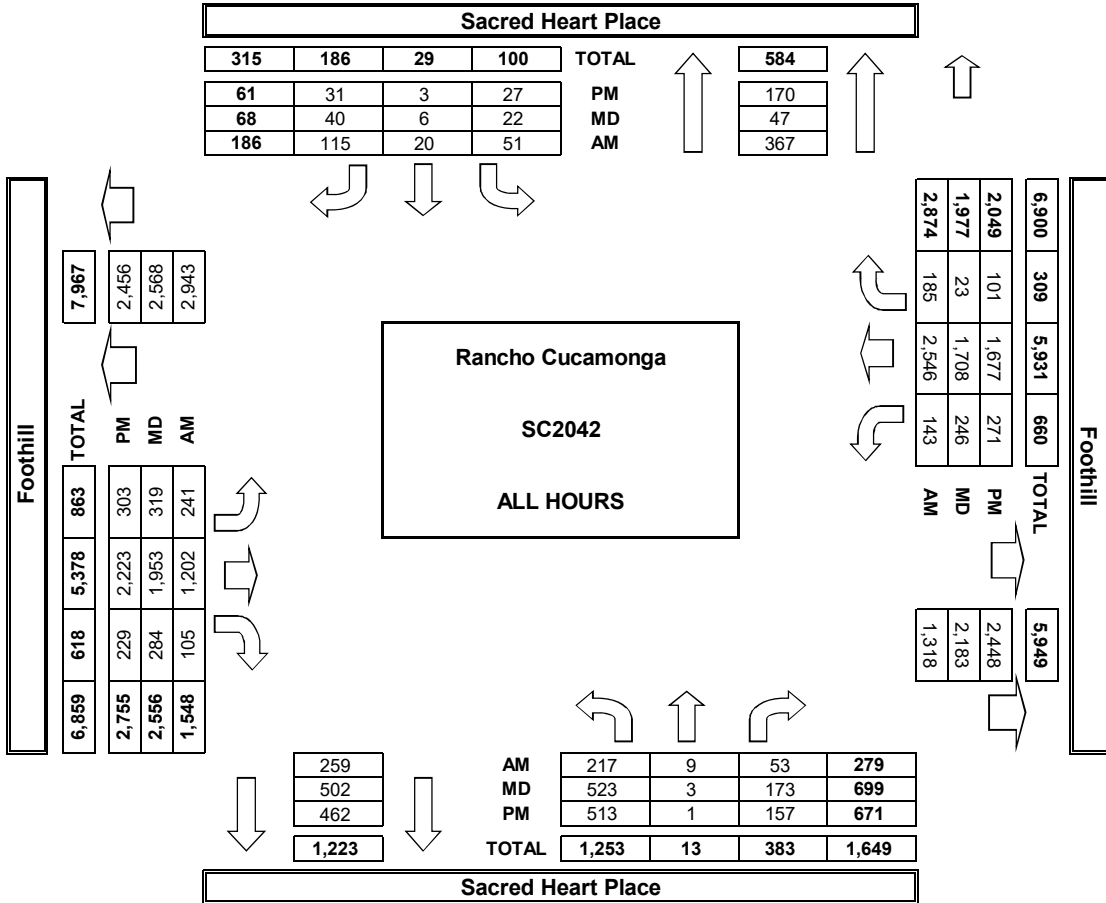 Sacred Heart Place
315 186 29 100 TOTAL 584
61 31 3 27 PM 170
68 40 6 22 MD 47
186 115 20 51 AM 367
Foothill
7,967
2,456
2,568
2,943
TOTAL 863 5,378 618 6,859
PM 303 2,223 229 2,755
MD 319 1,953 284 2,556
AM 241 1,202 105 1,548
Rancho Cucamonga
SC2042
ALL HOURS
6,900 309 5,931 660 TOTAL
2,049 101 1,677 271 PM
1,977 23 1,708 246 MD
2,874 185 2,546 143 AM
5,949
2,448
2,183
1,318
Foothill
259 AM 217 9 53 279
502 MD 523 3 173 699
462 PM 513 1 157 671
1,223 TOTAL 1,253 13 383 1,649
Sacred Heart Place